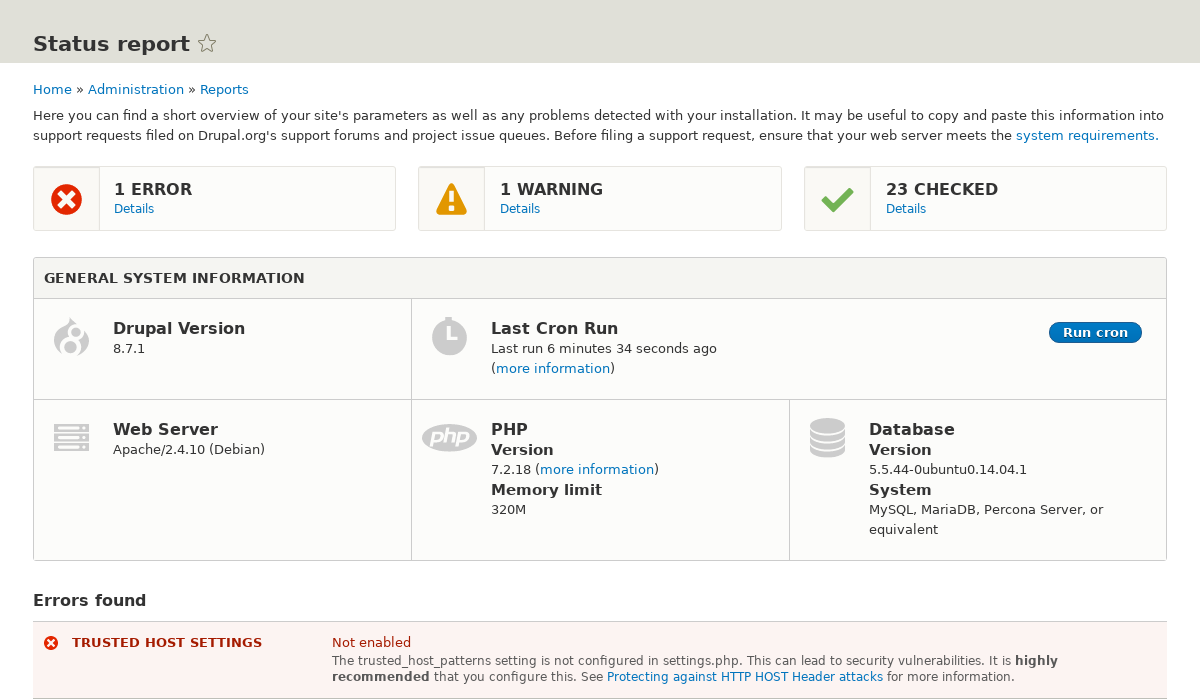 Status report
Home » Administration » Reports
Here you can find a short overview of your site's parameters as well as any problems detected with your installation. It may be useful to copy and paste this information into
support requests filed on Drupal.org's support forums and project issue queues. Before filing a support request, ensure that your web server meets the system requirements.
1 ERROR
Details
1 WARNING
Details
23 CHECKED
Details
GENERAL SYSTEM INFORMATION
Drupal Version
8.7.1
Last Cron Run
Last run 6 minutes 34 seconds ago
(more information)
Run cron
Web Server
Apache/2.4.10 (Debian)
php
PHP
Version
7.2.18 (more information)
Memory limit
320M
Database
Version
5.5.44-0ubuntu0.14.04.1
System
MySQL, MariaDB, Percona Server, or
equivalent
Errors found
TRUSTED HOST SETTINGS
Not enabled
The trusted_host_patterns setting is not configured in settings.php. This can lead to security vulnerabilities. It is highly
recommended that you configure this. See Protecting against HTTP HOST Header attacks for more information.